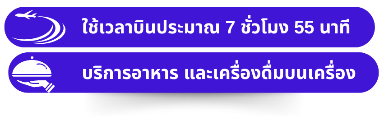 ใช้เวลาบินประมาณ 7 ชั่วโมง 55 นาที
บริการอาหาร และเครื่องดื่มบนเครื่อง